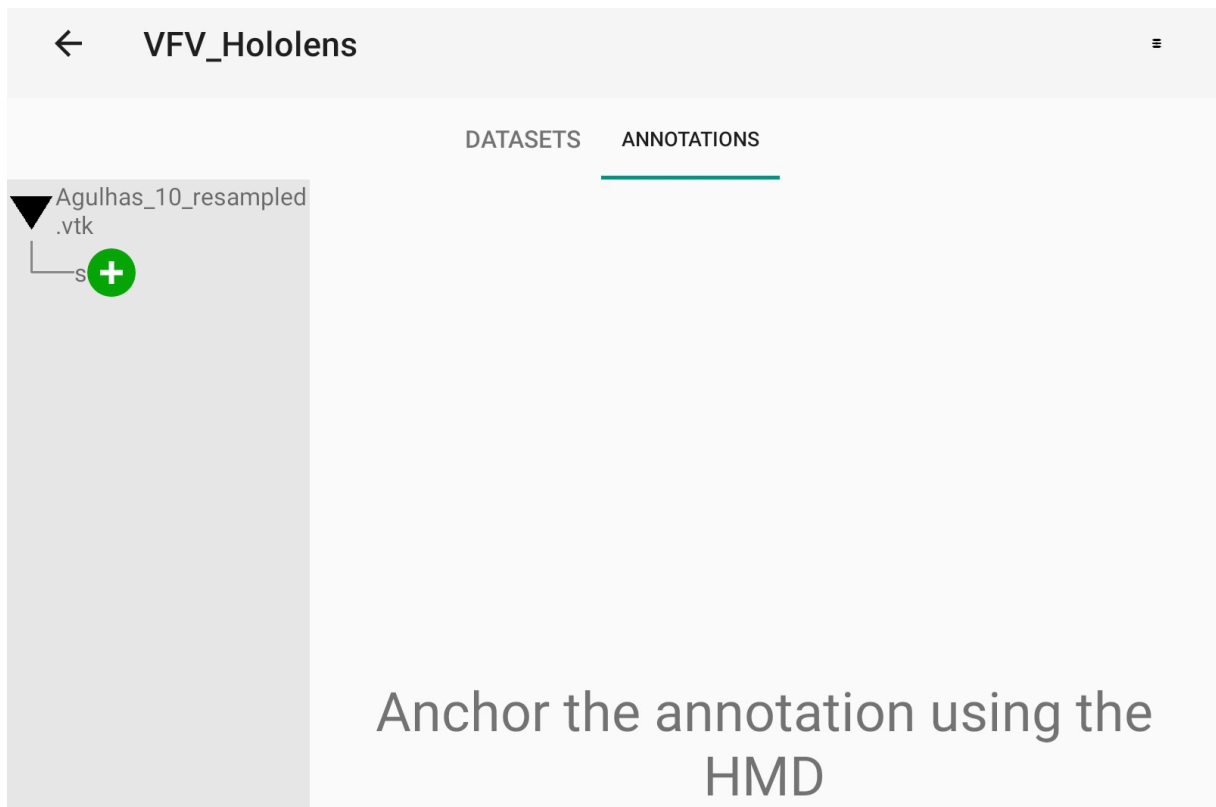 VFV_Hololens
DATASETS ANNOTATIONS
Agulhas_10_resampled
.vtk
s
Anchor the annotation using the
HMD